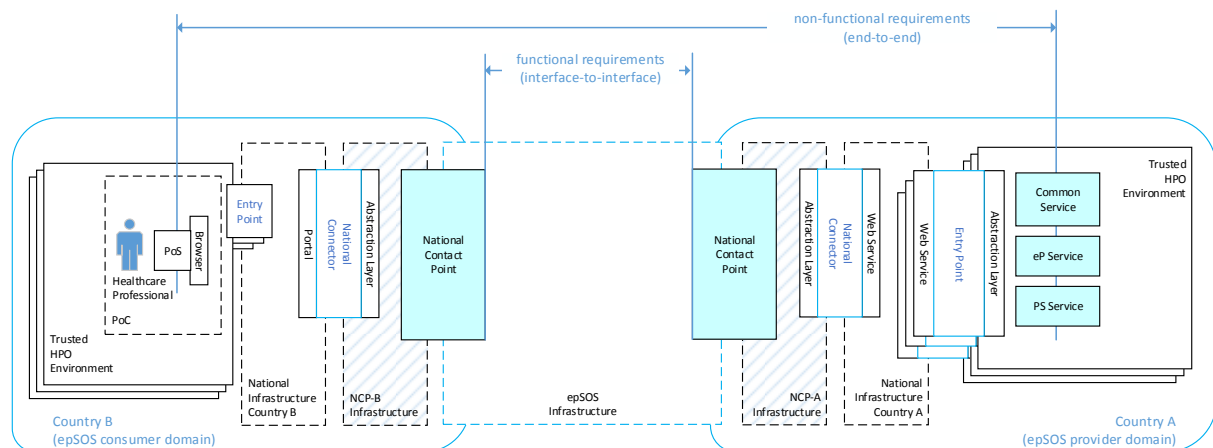 non-functional requirements
(end-to-end)
functional requirements
(interface-to-interface)
Healthcare
Professional
PoS
Browser
PoC
Trusted
HPO
Environment
Entry
Point
Portal
National
Connector
Abstraction Layer
National
Contact
Point
National
Infrastructure
Country B
NCP-B
Infrastructure
Country B
(epSOS consumer domain)
epSOS
Infrastructure
National
Contact
Point
Abstraction Layer
National
Connector
Web Service
NCP-A
Infrastructure
National
Infrastructure
Country A
Web Service
Entry Point
Abstraction Layer
Common
Service
eP Service
PS Service
Trusted
HPO
Environment
Country A
(epSOS provider domain)